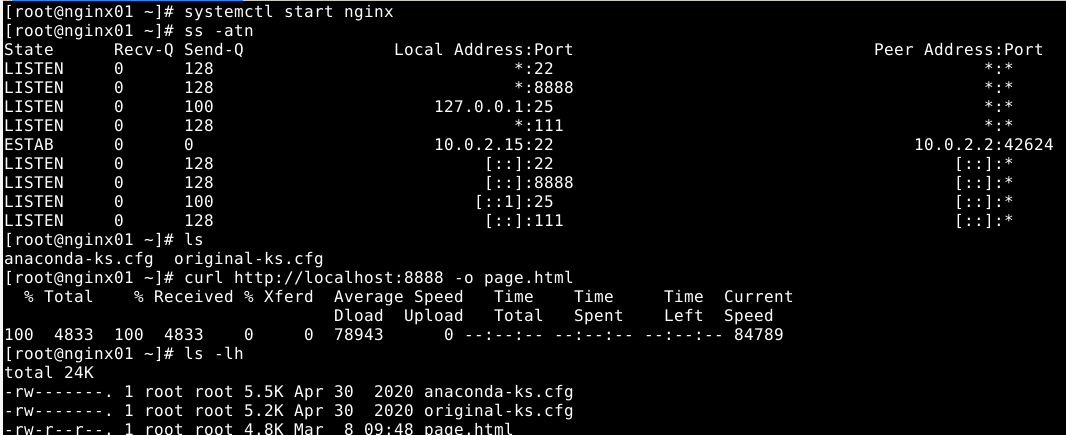 [root@nginx01 ~]# systemctl start nginx
[root@nginx01 ~]# ss -atn
State      Recv-Q Send-Q               Local Address:Port                              Peer Address:Port
LISTEN     0      128                              *:22                                           *:*
LISTEN     0      128                              *:8888                                         *:*
LISTEN     0      100                      127.0.0.1:25                                           *:*
LISTEN     0      128                              *:111                                          *:*
ESTAB      0      0                        10.0.2.15:22                                    10.0.2.2:42624
LISTEN     0      128                           [::]:22                                        [::]:*
LISTEN     0      128                           [::]:8888                                      [::]:*
LISTEN     0      100                          [::1]:25                                        [::]:*
LISTEN     0      128                           [::]:111                                       [::]:*
[root@nginx01 ~]# ls
anaconda-ks.cfg  original-ks.cfg
[root@nginx01 ~]# curl http://localhost:8888 -o page.html
  % Total    % Received % Xferd  Average Speed   Time    Time     Time  Current
                                 Dload  Upload   Total   Spent    Left  Speed
100  4833  100  4833    0     0  78943      0 --:--:-- --:--:-- --:--:-- 84789
[root@nginx01 ~]# ls -lh
total 24K
-rw-------. 1 root root 5.5K Apr 30  2020 anaconda-ks.cfg
-rw-------. 1 root root 5.2K Apr 30  2020 original-ks.cfg
-rw-r--r--. 1 root root 4.8K Mar  8 09:48 page.html